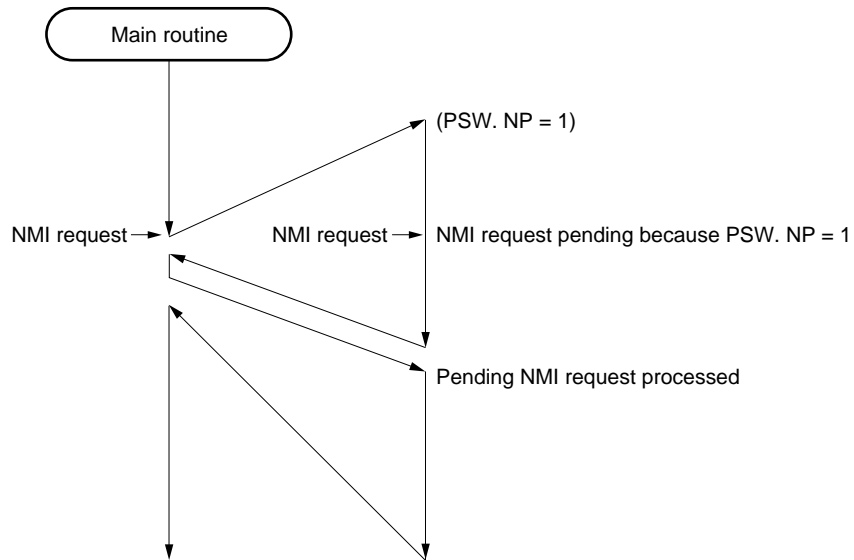 Main routine
(PSW. NP = 1)
NMI request
NMI request
NMI request pending because PSW. NP = 1
Pending NMI request processed